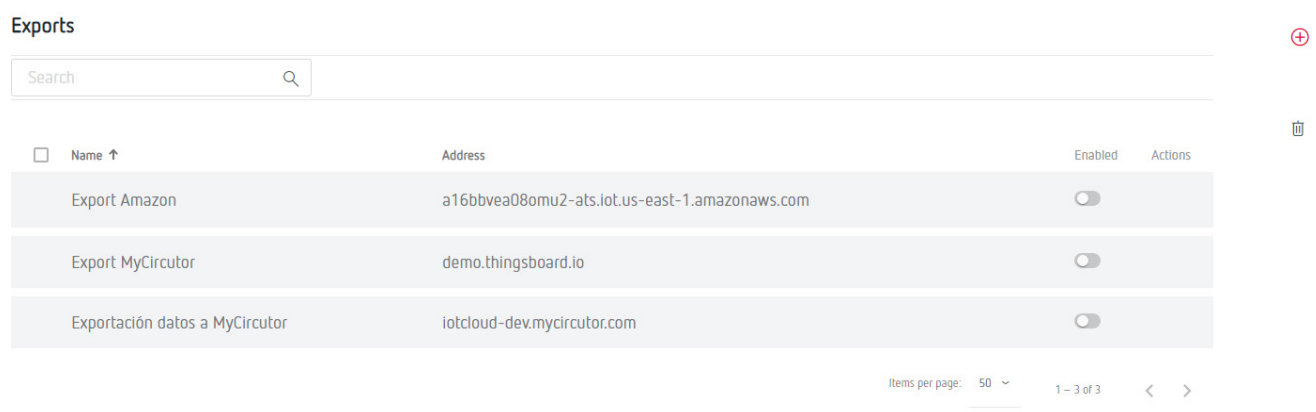 Exports
Search
Name ↑ Address Enabled Actions
Export Amazon a16bbvea08omu2-ats.iot.us-east-1.amazonaws.com
Export MyCircutor demo.thingsboard.io
Exportación datos a MyCircutor iotcloud-dev.mycircutor.com
Items per page: 50 1 – 3 of 3